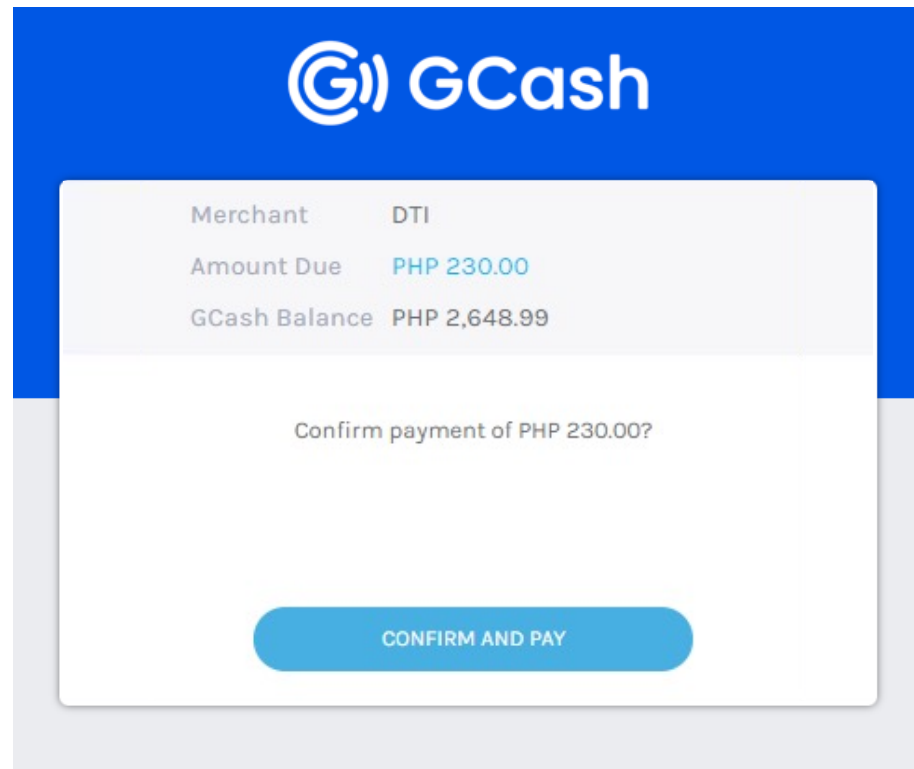 GCash
Merchant DTI
Amount Due PHP 230.00
GCash Balance PHP 2,648.99
Confirm payment of PHP 230.00?
CONFIRM AND PAY